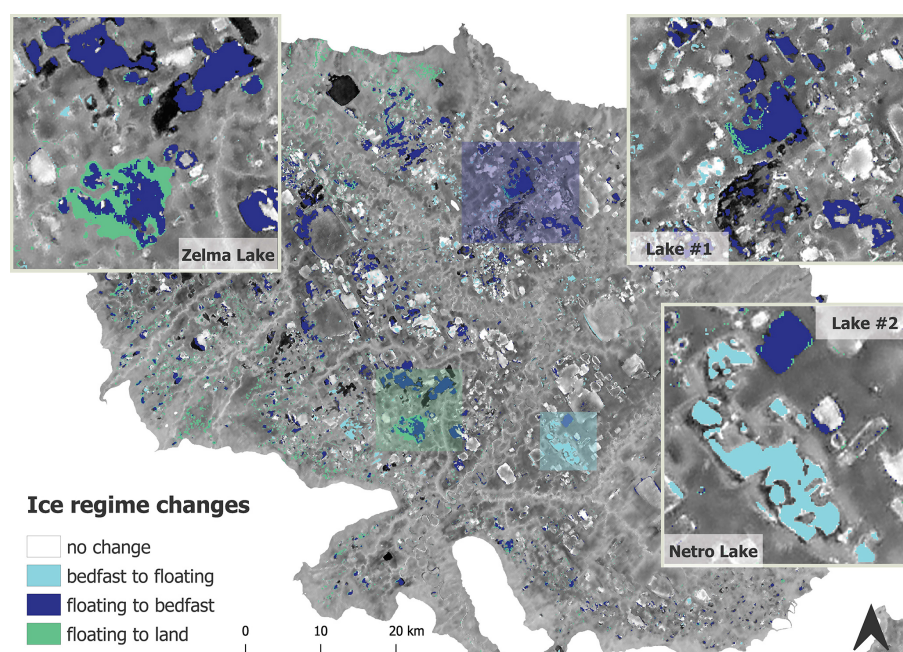 Zelma Lake
Lake #1
Lake #2
Netro Lake
Ice regime changes
no change
bedfast to floating
floating to bedfast
floating to land
0 10 20 km